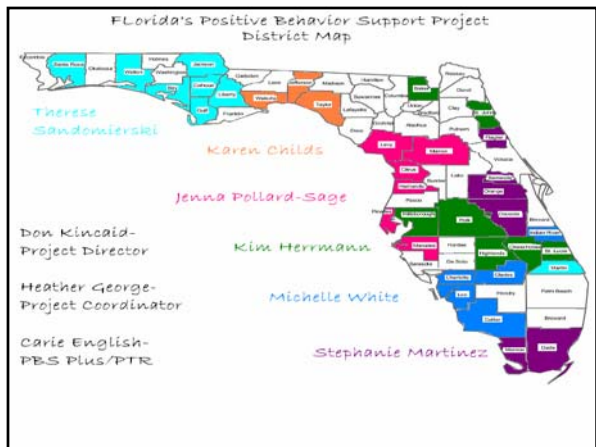 FLorida's Positive Behavior Support Project
District Map
Santa Rosa
Okaloosa
Holmes
Walton
Washington
Jackson
Bay
Calhoun
Gulf
Liberty
Gadsden
Franklin
Leon
Wakulla
Jefferson
Madison
Taylor
Hamilton
Suwannee
Lafayette
Columbia
Baker
Nassau
Duval
Union
Clay
Dixie
Gilchrist
Alachua
Putnam
Flagler
Levy
Marion
Volusia
Citrus
Hernando
Sumter
Lake
Seminole
Orange
Pasco
Osceola
Brevard
Hillsborough
Polk
Indian River
Manatee
Hardee
Highlands
Okeechobee
St. Lucie
Sarasota
De Soto
Martin
Charlotte
Glades
Lee
Hendry
Palm Beach
Collier
Broward
Monroe
Dade
Therese
Sandomierski
Karen Childs
Jenna Pollard-Sage
Don Kincaid-
Project Director
Kim Herrmann
Heather George-
Project Coordinator
Michelle White
Carie English-
PBS Plus/PTR
Stephanie Martinez